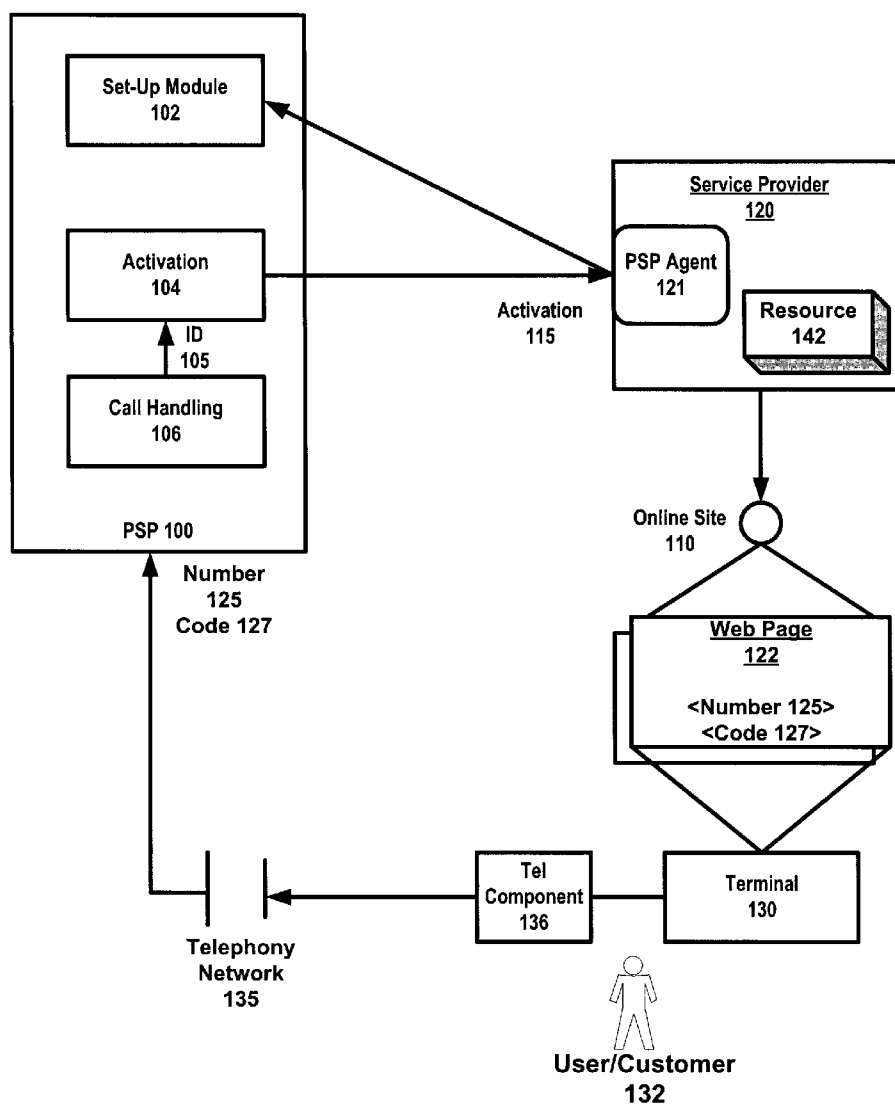 Set-Up Module
102
Activation
104
ID
105
Call Handling
106
PSP 100
Number
125
Code 127
Activation
115
Service Provider
120
PSP Agent
121
Resource
142
Online Site
110
Web Page
122
<Number 125>
<Code 127>
Tel
Component
136
Terminal
130
Telephony
Network
135
User/Customer
132